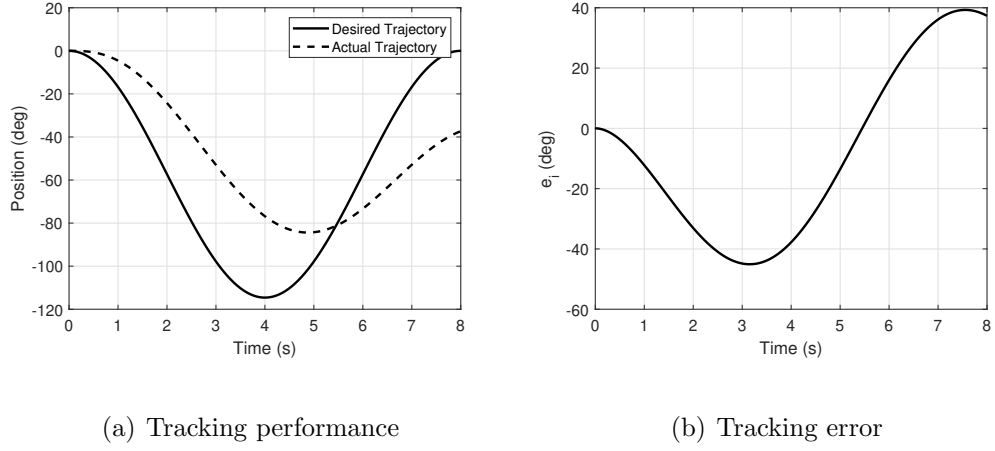 20
0
-20
-40
-60
-80
-100
-120
0 1 2 3 4 5 6 7 8
Position (deg)
Time (s)
Desired Trajectory
Actual Trajectory
(a) Tracking performance
40
20
0
-20
-40
-60
0 1 2 3 4 5 6 7 8
e_i (deg)
Time (s)
(b) Tracking error